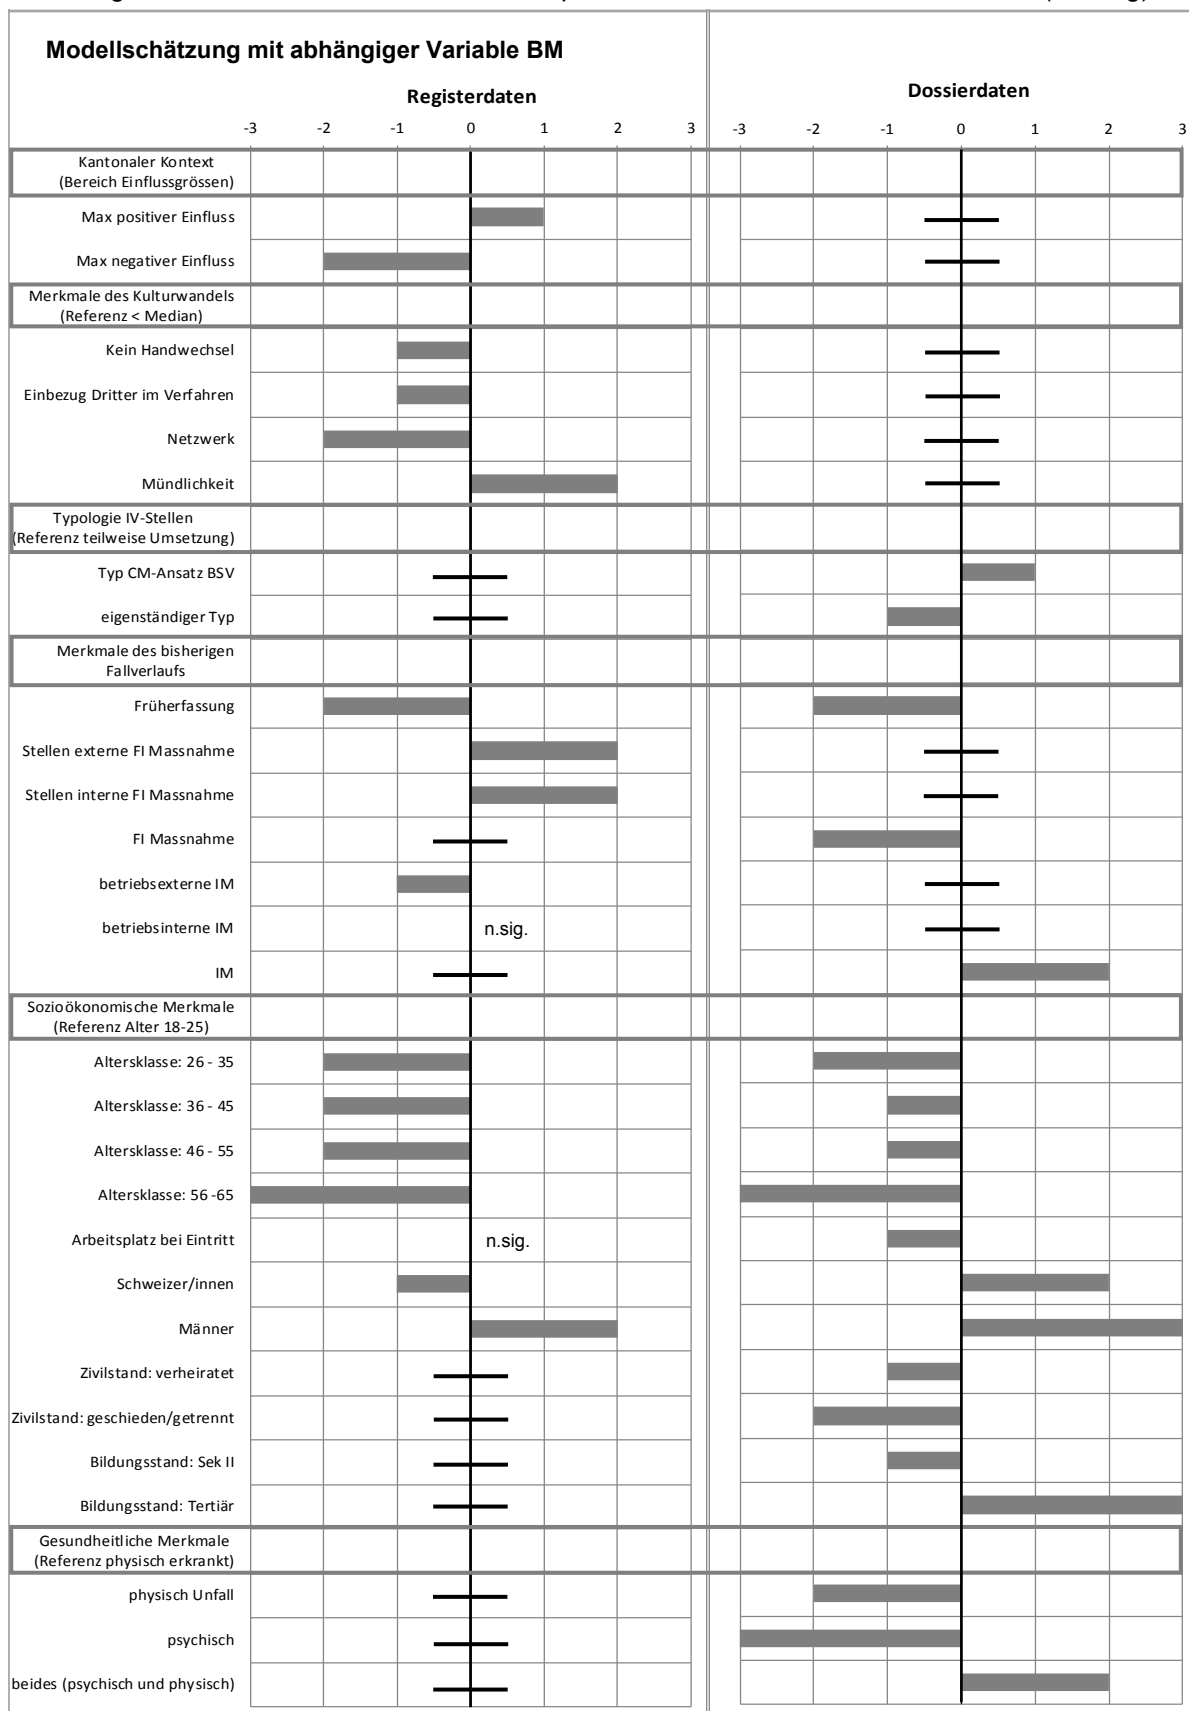 Modellschätzung mit abhängiger Variable BM
Registerdaten
Dossierdaten
-3 -2 -1 0 1 2 3
-3 -2 -1 0 1 2 3
Kantonaler Kontext
(Bereich Einflussgrössen)
Max positiver Einfluss
Max negativer Einfluss
Merkmale des Kulturwandels
(Referenz < Median)
Kein Handwechsel
Einbezug Dritter im Verfahren
Netzwerk
Mündlichkeit
Typologie IV-Stellen
(Referenz teilweise Umsetzung)
Typ CM-Ansatz BSV
eigenständiger Typ
Merkmale des bisherigen
Fallverlaufs
Früherfassung
Stellen externe FI Massnahme
Stellen interne FI Massnahme
FI Massnahme
betriebsexterne IM
betriebsinterne IM n.sig.
IM
Sozioökonomische Merkmale
(Referenz Alter 18-25)
Altersklasse: 26 - 35
Altersklasse: 36 - 45
Altersklasse: 46 - 55
Altersklasse: 56 -65
Arbeitsplatz bei Eintritt n.sig.
Schweizer/innen
Männer
Zivilstand: verheiratet
Zivilstand: geschieden/getrennt
Bildungsstand: Sek II
Bildungsstand: Tertiär
Gesundheitliche Merkmale
(Referenz physisch erkrankt)
physisch Unfall
psychisch
beides (psychisch und physisch)